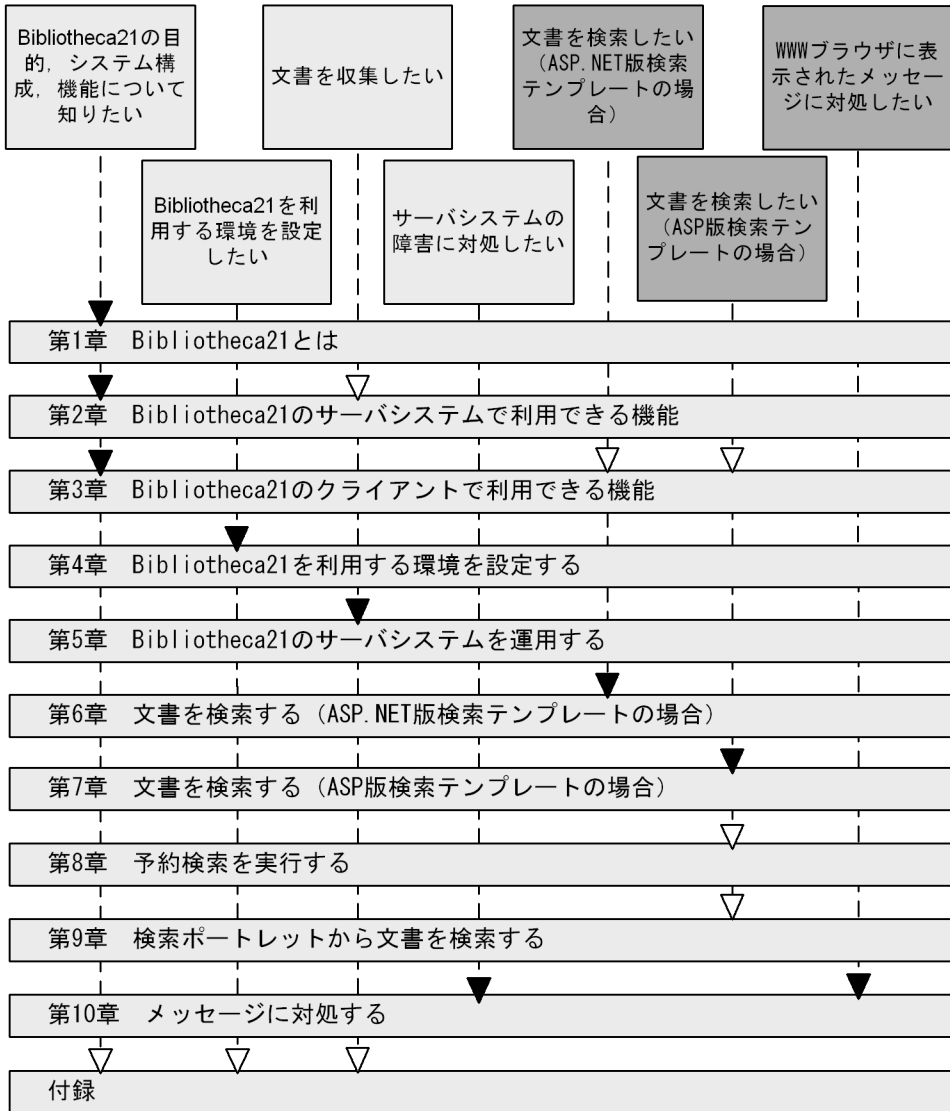 Bibliotheca21の目
的，システム構
成，機能について
知りたい
文書を収集したい
文書を検索したい
（ASP.NET版検索
テンプレートの場
合）
WWWブラウザに表
示されたメッセー
ジに対処したい
Bibliotheca21を利
用する環境を設定
したい
サーバシステムの
障害に対処したい
文書を検索したい
（ASP版検索テン
プレートの場合）
第1章　Bibliotheca21とは
第2章　Bibliotheca21のサーバシステムで利用できる機能
第3章　Bibliotheca21のクライアントで利用できる機能
第4章　Bibliotheca21を利用する環境を設定する
第5章　Bibliotheca21のサーバシステムを運用する
第6章　文書を検索する（ASP.NET版検索テンプレートの場合）
第7章　文書を検索する（ASP版検索テンプレートの場合）
第8章　予約検索を実行する
第9章　検索ポートレットから文書を検索する
第10章　メッセージに対処する
付録